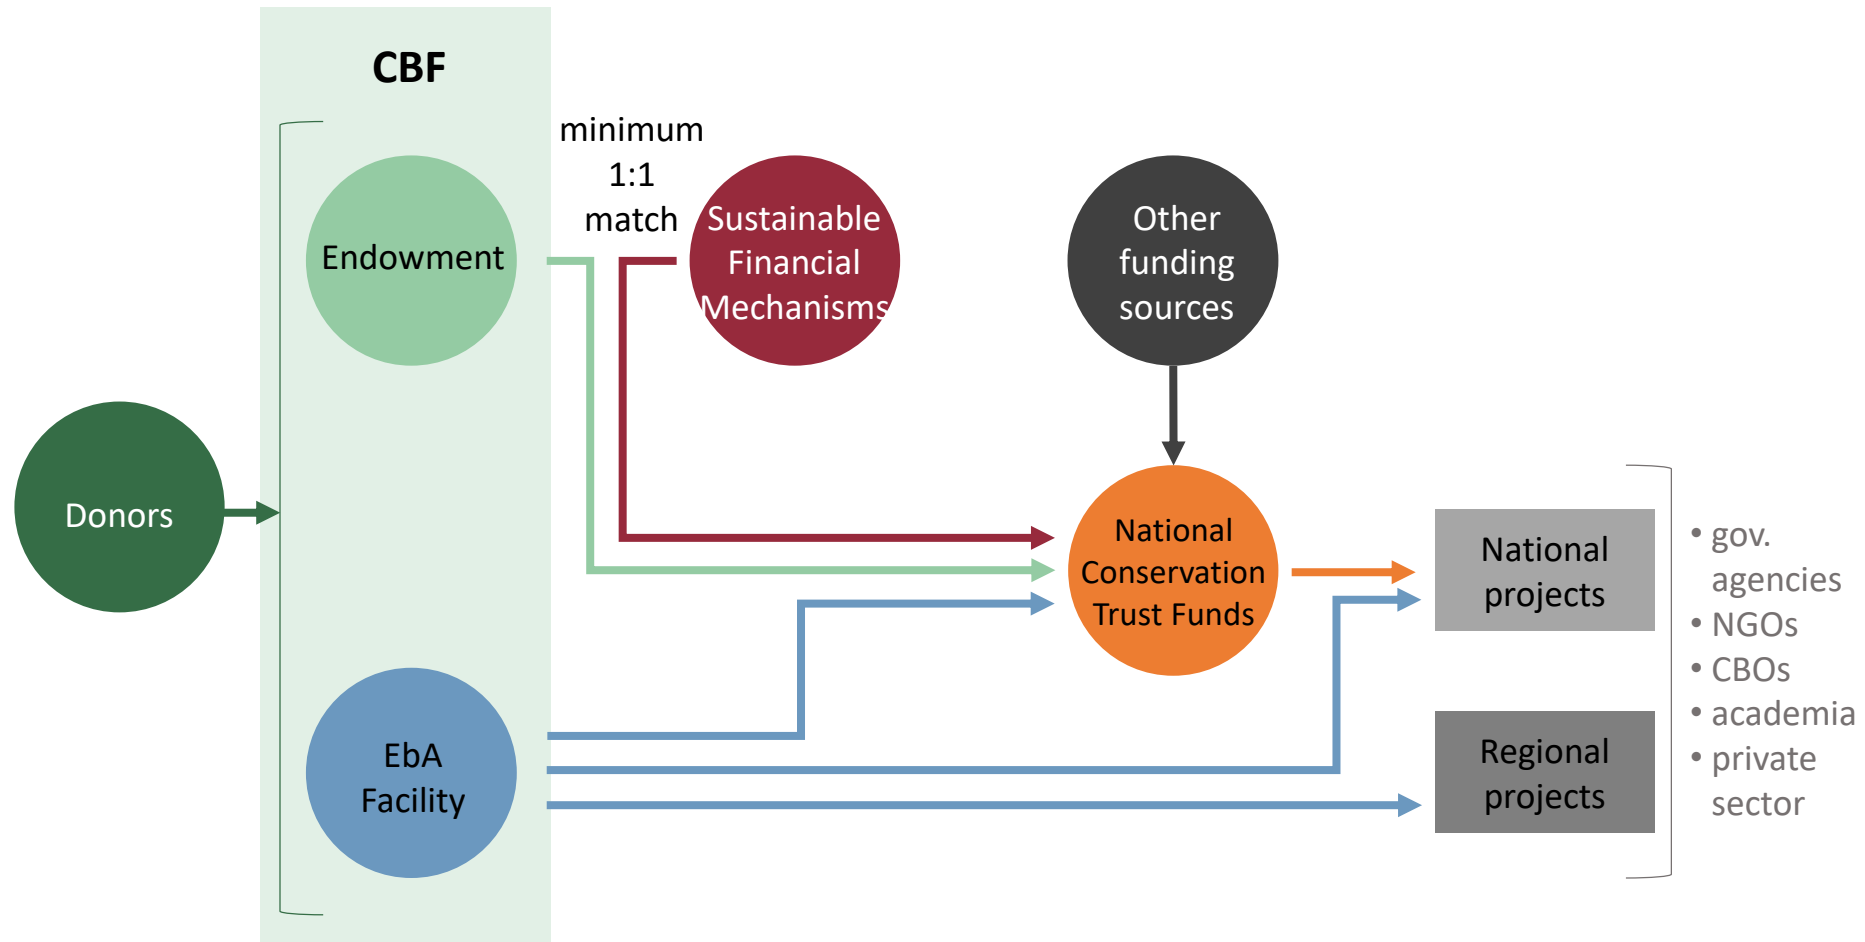 CBF
minimum
1:1
match
Endowment
Sustainable
Financial
Mechanisms
Other
funding
sources
Donors
National
Conservation
Trust Funds
National
projects
EbA
Facility
Regional
projects
• gov.
agencies
• NGOs
• CBOs
• academia
• private
sector